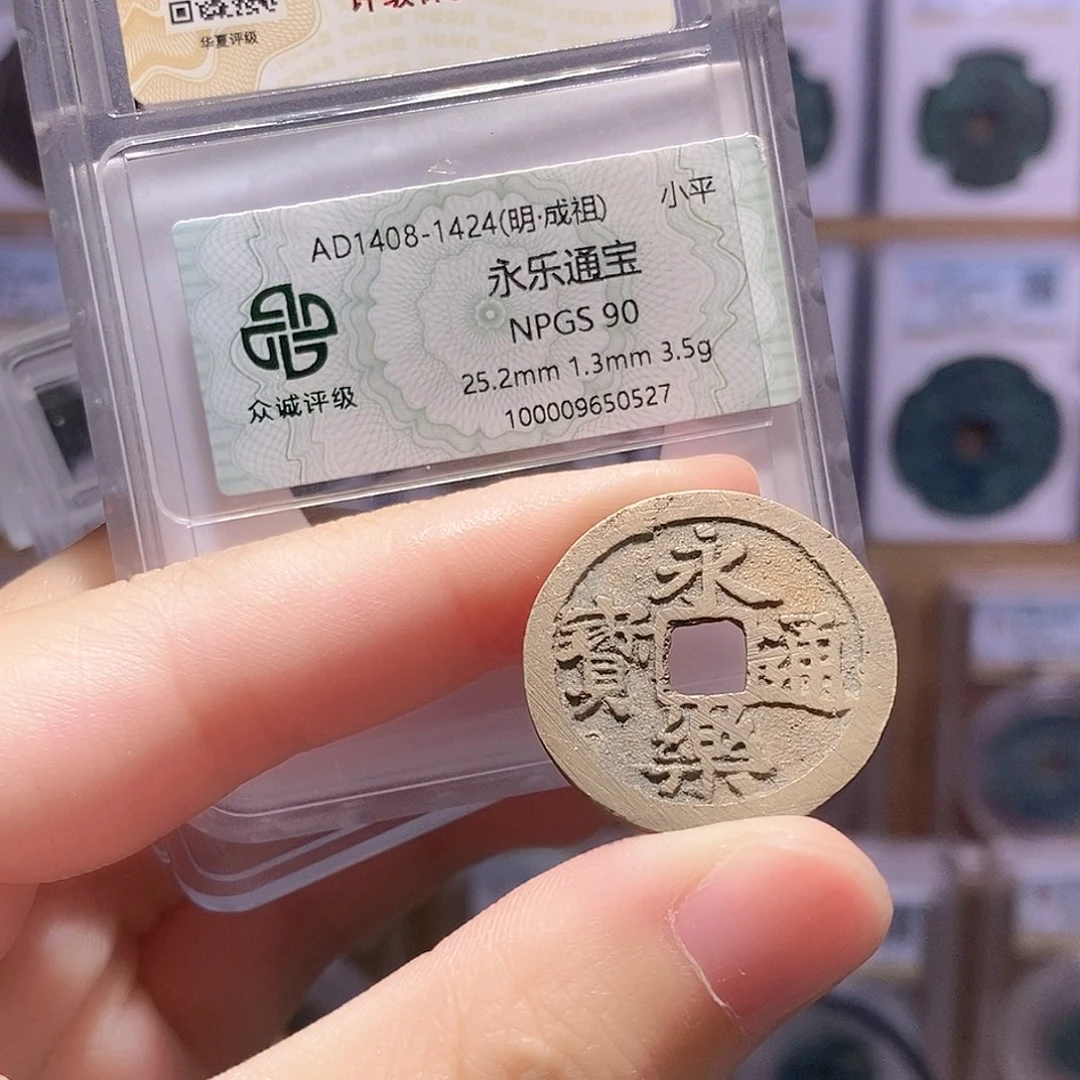 华夏评级
AD1408-1424(明·成祖)
小平
永乐通宝
NPGS 90
25.2mm 1.3mm 3.5g
100009650527
众诚评级
永樂通寶